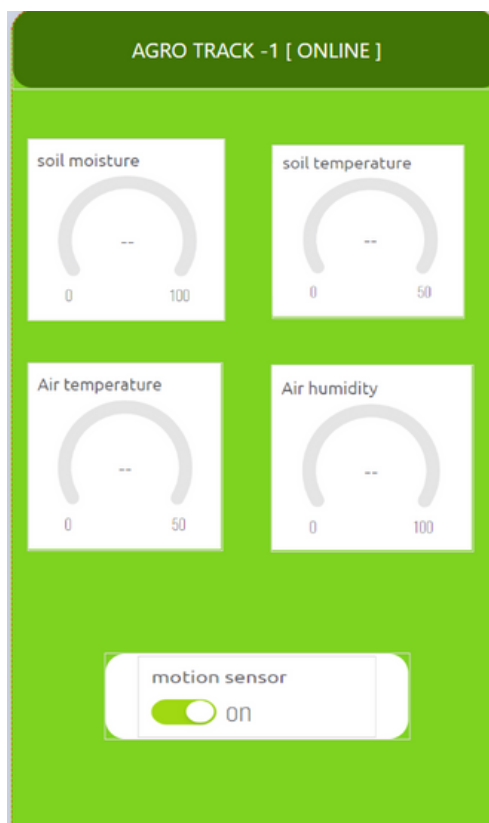 AGRO TRACK -1 [ ONLINE ]
soil moisture
--
0 100
soil temperature
--
0 50
Air temperature
--
0 50
Air humidity
--
0 100
motion sensor
on